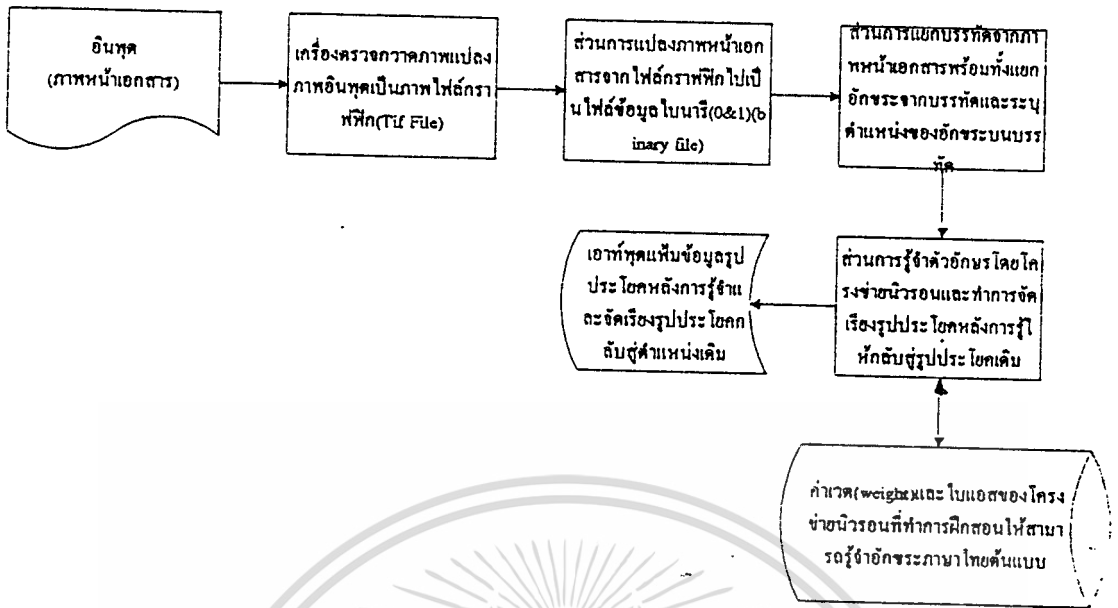 อินพุต
(ภาพหน้าเอกสาร)
เครื่องตรวจกวาดภาพแปลง
ภาพอินพุตเป็นภาพไฟล์กรา
ฟฟิก(Tif File)
ส่วนการแปลงภาพหน้าเอก
สารจากไฟล์กราฟฟิกไปเป็
นไฟล์ข้อมูลไบนารี(0&1)(b
inary file)
ส่วนการแยกบรรทัดจากภา
พหน้าเอกสารพร้อมทั้งแยก
อักขระจากบรรทัดและระบุ
ตำแหน่งของอักขระบนบรร
ทัด
เอาท์พุตแฟ้มข้อมูลรูป
ประโยคหลังการรู้จำแ
ละจัดเรียงรูปประโยคก
ลับสู่ตำแหน่งเดิม
ส่วนการรู้จำตัวอักษรโดยโค
รงข่ายนิวรอนและทำการจัด
เรียงรูปประโยคหลังการรู้ใ
ห้กลับสู่รูปประโยคเดิม
ค่าเวต(weight)และไบแอสของโครง
ข่ายนิวรอนที่ทำการฝึกสอนให้สามา
รถรู้จำอักขระภาษาไทยต้นแบบ